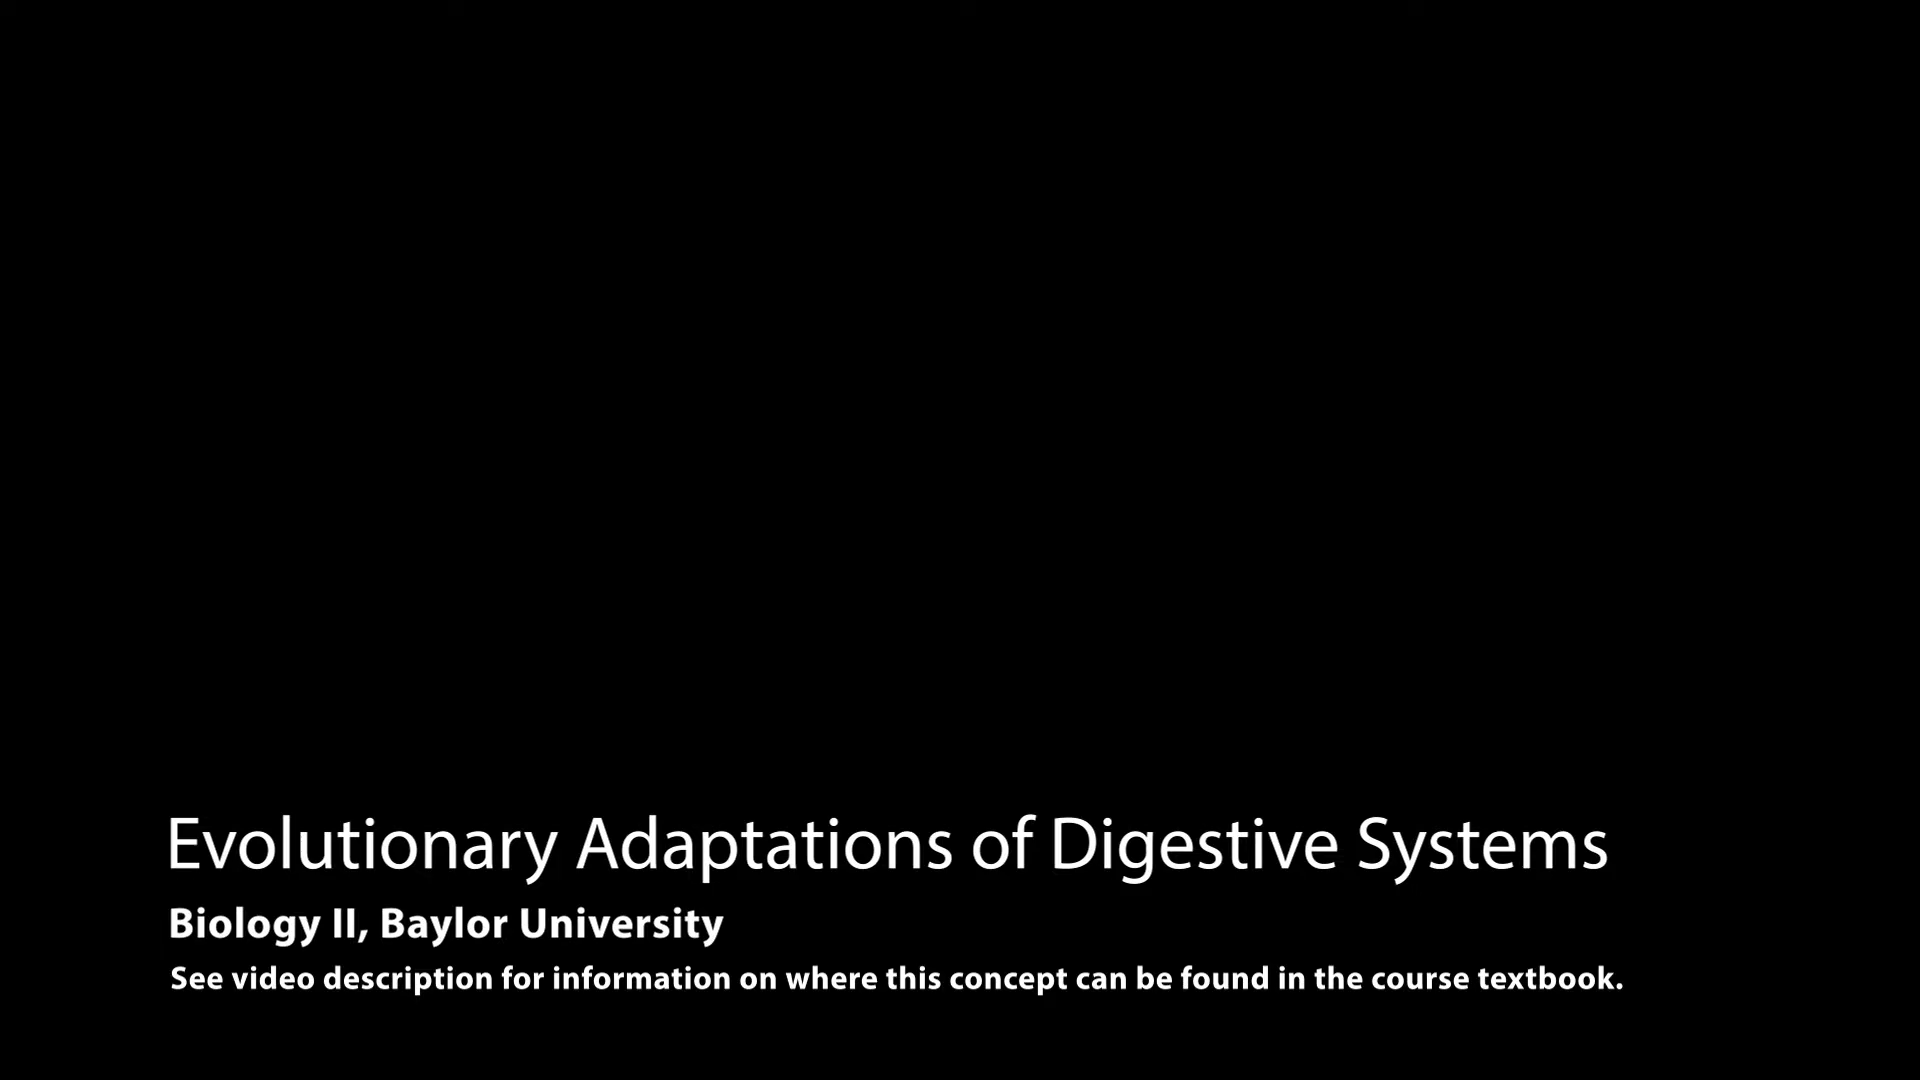 Evolutionary Adaptations of Digestive Systems
Biology II, Baylor University
See video description for information on where this concept can be found in the course textbook.